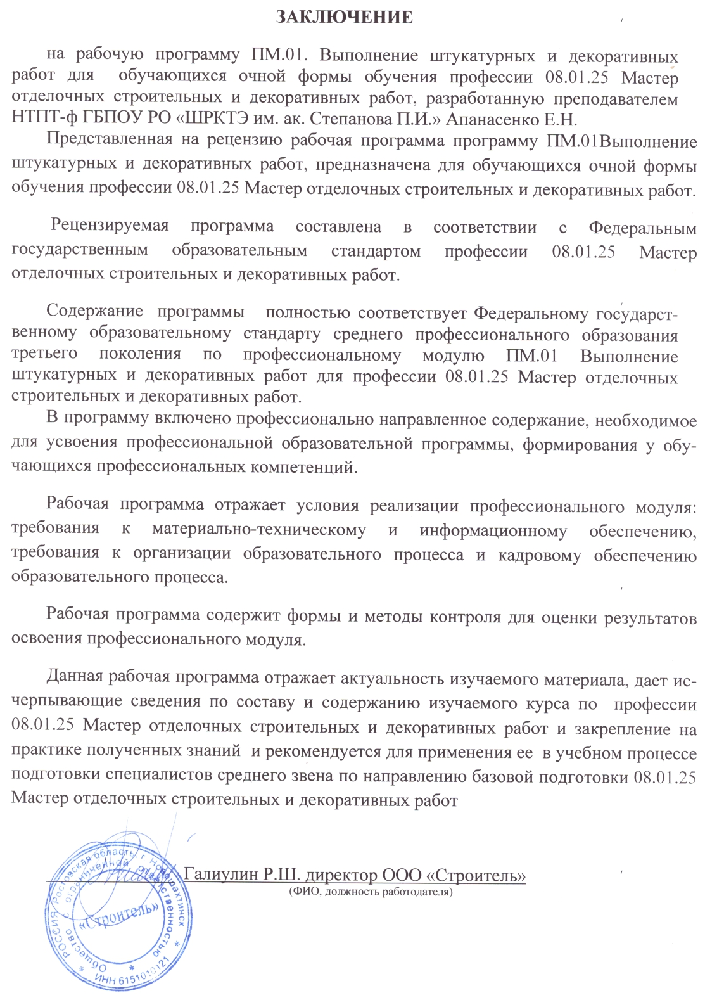 ЗАКЛЮЧЕНИЕ
на рабочую программу ПМ.01. Выполнение штукатурных и декоративных
работ для обучающихся очной формы обучения профессии 08.01.25 Мастер
отделочных строительных и декоративных работ, разработанную преподавателем
НТПТ-ф ГБПОУ РО «ШРКТЭ им. ак. Степанова П.И.» Апанасенко Е.Н.
Представленная на рецензию рабочая программа программу ПМ.01Выполнение
штукатурных и декоративных работ, предназначена для обучающихся очной формы
обучения профессии 08.01.25 Мастер отделочных строительных и декоративных работ.
Рецензируемая программа составлена в соответствии с Федеральным
государственным образовательным стандартом профессии 08.01.25 Мастер
отделочных строительных и декоративных работ.
Содержание программы полностью соответствует Федеральному государст-
венному образовательному стандарту среднего профессионального образования
третьего поколения по профессиональному модулю ПМ.01 Выполнение
штукатурных и декоративных работ для профессии 08.01.25 Мастер отделочных
строительных и декоративных работ.
В программу включено профессионально направленное содержание, необходимое
для усвоения профессиональной образовательной программы, формирования у обу-
чающихся профессиональных компетенций.
Рабочая программа отражает условия реализации профессионального модуля:
требования к материально-техническому и информационному обеспечению,
требования к организации образовательного процесса и кадровому обеспечению
образовательного процесса.
Рабочая программа содержит формы и методы контроля для оценки результатов
освоения профессионального модуля.
Данная рабочая программа отражает актуальность изучаемого материала, дает ис-
черпывающие сведения по составу и содержанию изучаемого курса по профессии
08.01.25 Мастер отделочных строительных и декоративных работ и закрепление на
практике полученных знаний и рекомендуется для применения ее в учебном процессе
подготовки специалистов среднего звена по направлению базовой подготовки 08.01.25
Мастер отделочных строительных и декоративных работ
Галиулин Р.Ш. директор ООО «Строитель»
(ФИО, должность работодателя)
РОССИЯ Ростовская область, г. Новошахтинск
Общество с ограниченной ответственностью
«Строитель»
ИНН 6151010121